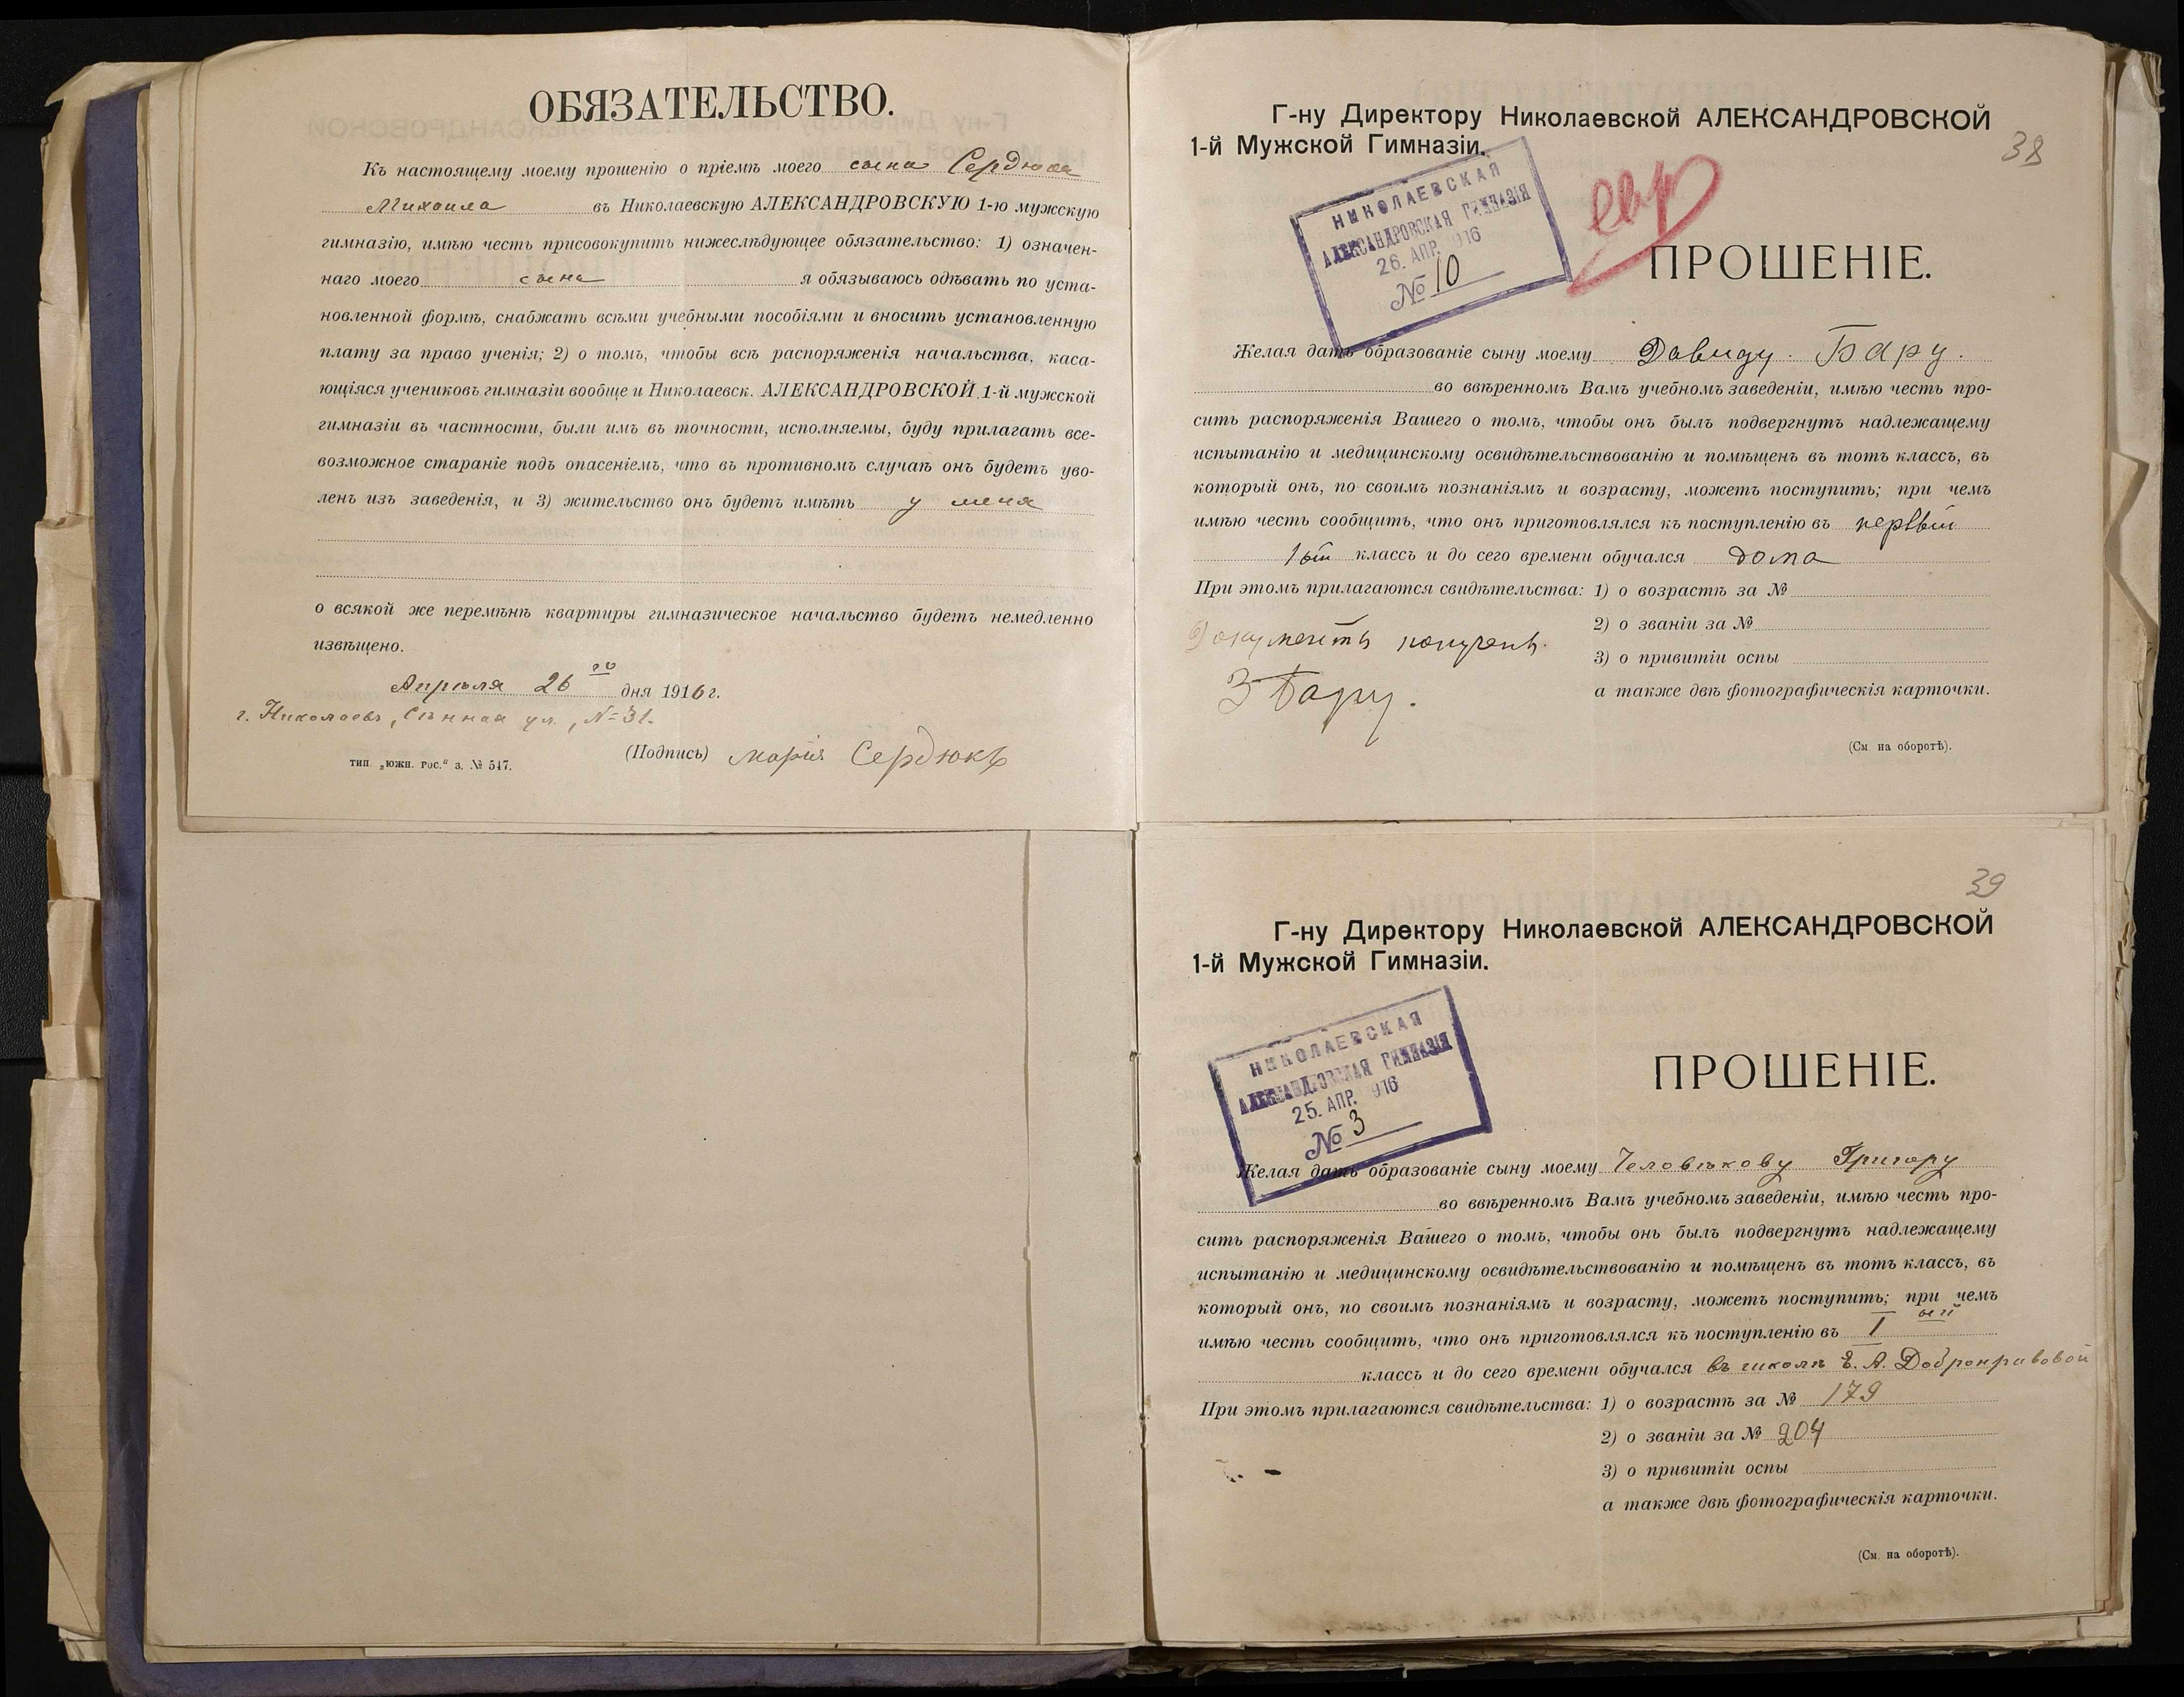 ОБЯЗАТЕЛЬСТВО.
Къ настоящему моему прошенію о пріемѣ моего сына Сердюка
Михаила въ Николаевскую АЛЕКСАНДРОВСКУЮ 1-ю мужскую
гимназію, имѣю честь присовокупить нижеслѣдующее обязательство: 1) означен-
наго моего сына я обязываюсь одѣвать по уста-
новленной формѣ, снабжать всѣми учебными пособіями и вносить установленную
плату за право ученія; 2) о томъ, чтобы всѣ распоряженія начальства, каса-
ющіяся учениковъ гимназіи вообще и Николаевск. АЛЕКСАНДРОВСКОЙ 1-й мужской
гимназіи въ частности, были имъ въ точности, исполняемы, буду прилагать все-
возможное стараніе подъ опасеніемъ, что въ противномъ случаѣ онъ будетъ уво-
ленъ изъ заведенія, и 3) жительство онъ будетъ имѣть у меня
о всякой же перемѣнѣ квартиры гимназическое начальство будетъ немедленно
извѣщено.
Апрѣля 26 го дня 1916 г.
г. Николаевъ, Сѣнная ул., №31.
(Подпись) Марія Сердюкъ
тип. „южн. рос.“ з. № 547.
38
Г-ну Директору Николаевской АЛЕКСАНДРОВСКОЙ
1-й Мужской Гимназіи.
НИКОЛАЕВСКАЯ
АЛЕКСАНДРОВСКАЯ ГИМНАЗІЯ
26. АПР. 916
№ 10
евр
ПРОШЕНІЕ.
Желая дать образованіе сыну моему Давиду Бару.
во ввѣренномъ Вамъ учебномъ заведеніи, имѣю честь про-
сить распоряженія Вашего о томъ, чтобы онъ былъ подвергнутъ надлежащему
испытанію и медицинскому освидѣтельствованію и помѣщенъ въ тотъ классъ, въ
который онъ, по своимъ познаніямъ и возрасту, можетъ поступить; при чемъ
имѣю честь сообщить, что онъ приготовлялся къ поступленію въ первый
1ый классъ и до сего времени обучался дома
При этомъ прилагаются свидѣтельства: 1) о возрастѣ за №
2) о званіи за №
3) о привитіи оспы
а также двѣ фотографическія карточки.
Документъ получены.
З Бару.
(См. на оборотѣ).
39
Г-ну Директору Николаевской АЛЕКСАНДРОВСКОЙ
1-й Мужской Гимназіи.
НИКОЛАЕВСКАЯ
АЛЕКСАНДРОВСКАЯ ГИМНАЗІЯ
25. АПР. 916
№ 3
ПРОШЕНІЕ.
Желая дать образованіе сыну моему Человѣкову Григору
во ввѣренномъ Вамъ учебномъ заведеніи, имѣю честь про-
сить распоряженія Вашего о томъ, чтобы онъ былъ подвергнутъ надлежащему
испытанію и медицинскому освидѣтельствованію и помѣщенъ въ тотъ классъ, въ
который онъ, по своимъ познаніямъ и возрасту, можетъ поступить; при чемъ
имѣю честь сообщить, что онъ приготовлялся къ поступленію въ I ый
классъ и до сего времени обучался въ школѣ Е. А. Добронравовой
При этомъ прилагаются свидѣтельства: 1) о возрастѣ за № 179
2) о званіи за № 204
3) о привитіи оспы
а также двѣ фотографическія карточки.
(См. на оборотѣ).